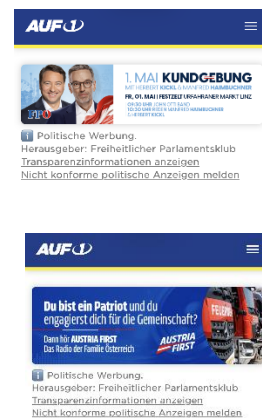 AUF1
1. MAI KUNDGEBUNG
MIT HERBERT KICKL & MANFRED HAIMBUCHNER
FR, 01. MAI FESTZELT URFAHRANER MARKT LINZ
FPÖ
Politische Werbung.
Herausgeber: Freiheitlicher Parlamentsklub
Transparenzinformationen anzeigen
Nicht konforme politische Anzeigen melden
AUF1
Du bist ein Patriot und du
engagierst dich für die Gemeinschaft?
Dann hör AUSTRIA FIRST
Das Radio der Familie Österreich
AUSTRIA
FIRST
Politische Werbung.
Herausgeber: Freiheitlicher Parlamentsklub
Transparenzinformationen anzeigen
Nicht konforme politische Anzeigen melden